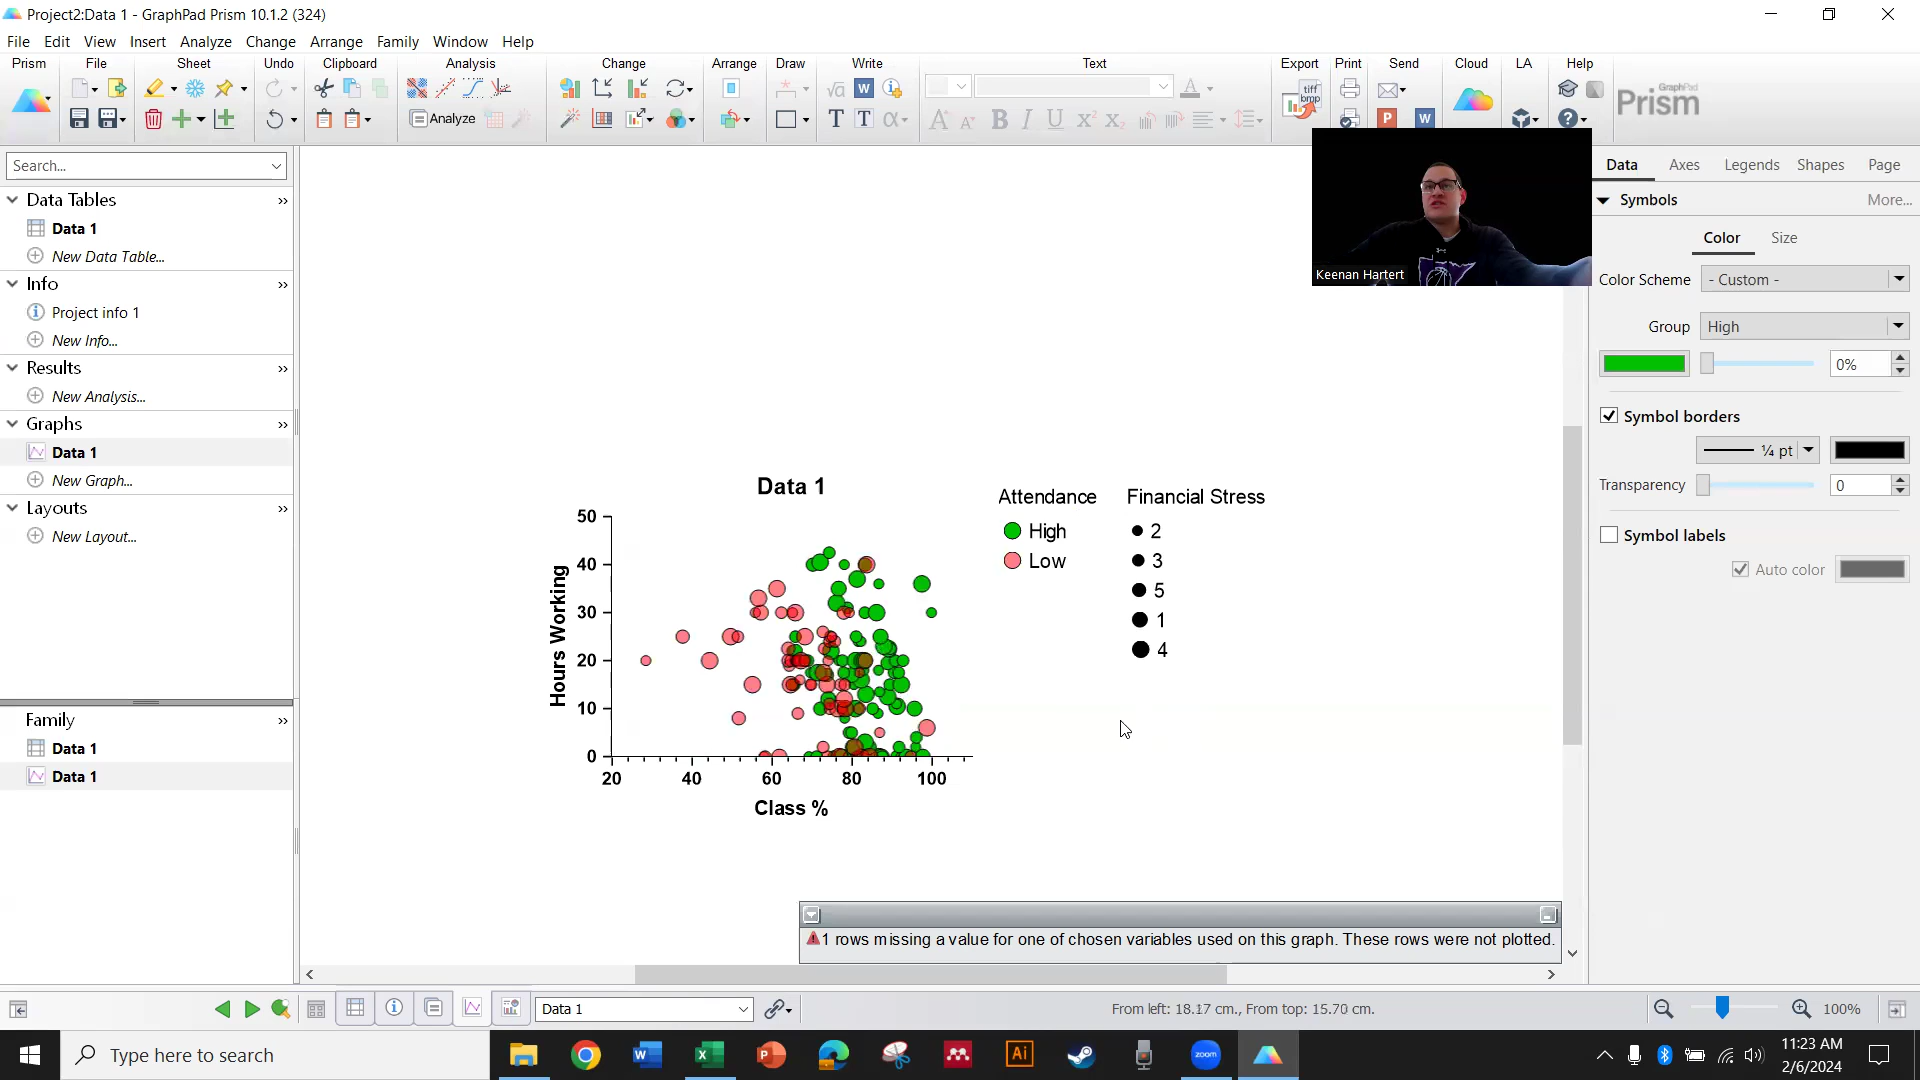 Project2:Data 1 - GraphPad Prism 10.1.2 (324)
File Edit View Insert Analyze Change Arrange Family Window Help
Prism File Sheet Undo Clipboard Analysis Change Arrange Draw Write Text Export Print Send Cloud LA Help
Analyze
tiff
bmp
GraphPad
Prism
Search...
Data Tables
Data 1
New Data Table...
Info
Project info 1
New Info...
Results
New Analysis...
Graphs
Data 1
New Graph...
Layouts
New Layout...
Family
Data 1
Data 1
Keenan Hartert
Data 1
50
40
30
20
10
0
20 40 60 80 100
Hours Working
Class %
Attendance
High
Low
Financial Stress
2
3
5
1
4
1 rows missing a value for one of chosen variables used on this graph. These rows were not plotted.
Data Axes Legends Shapes Page
Symbols More...
Color Size
Color Scheme - Custom -
Group High
0%
Symbol borders
¼ pt
Transparency 0
Symbol labels
Auto color
Data 1
From left: 18.17 cm., From top: 15.70 cm.
100%
Type here to search
zoom
11:23 AM
2/6/2024